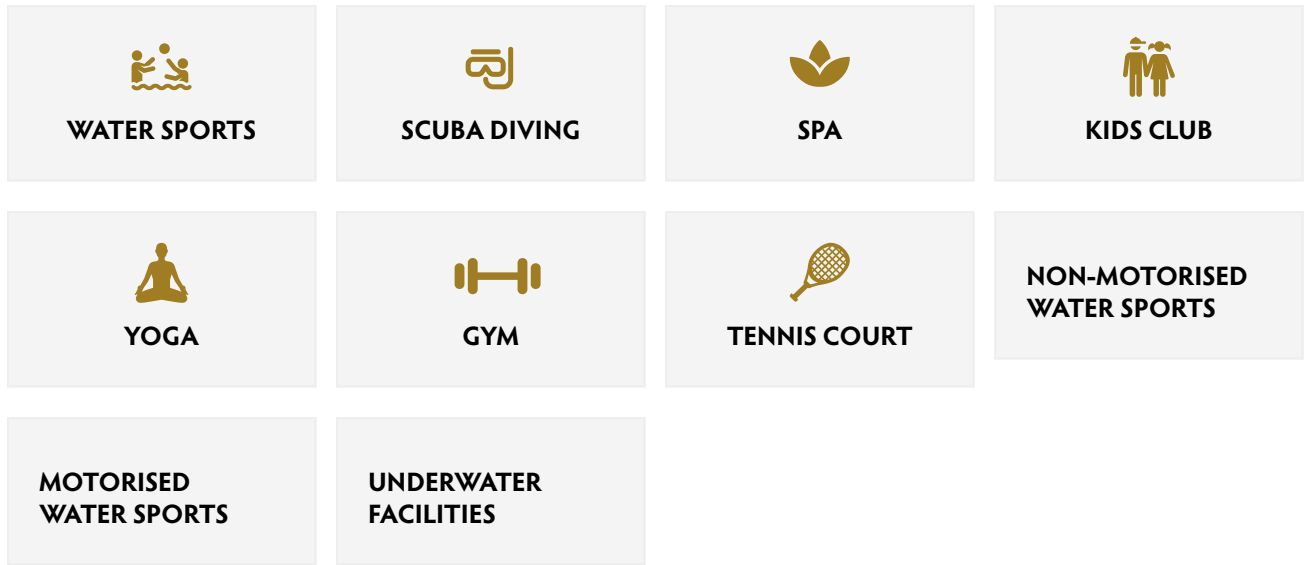 WATER SPORTS
SCUBA DIVING
SPA
KIDS CLUB
YOGA
GYM
TENNIS COURT
NON-MOTORISED
WATER SPORTS
MOTORISED
WATER SPORTS
UNDERWATER
FACILITIES